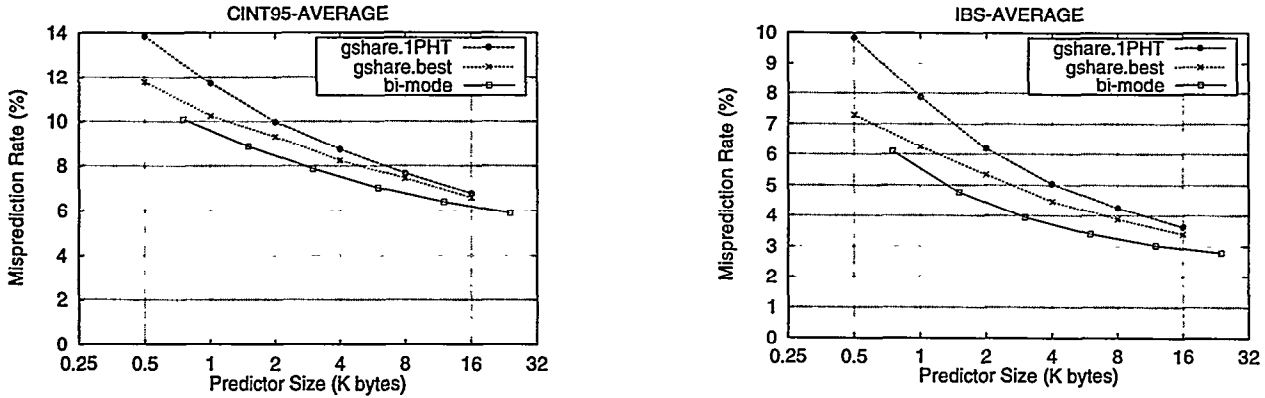 CINT95-AVERAGE
gshare.1PHT
gshare.best
bi-mode
14
12
10
8
6
4
2
0
Misprediction Rate (%)
0.25 0.5 1 2 4 8 16 32
Predictor Size (K bytes)
IBS-AVERAGE
gshare.1PHT
gshare.best
bi-mode
10
9
8
7
6
5
4
3
2
1
0
Misprediction Rate (%)
0.25 0.5 1 2 4 8 16 32
Predictor Size (K bytes)